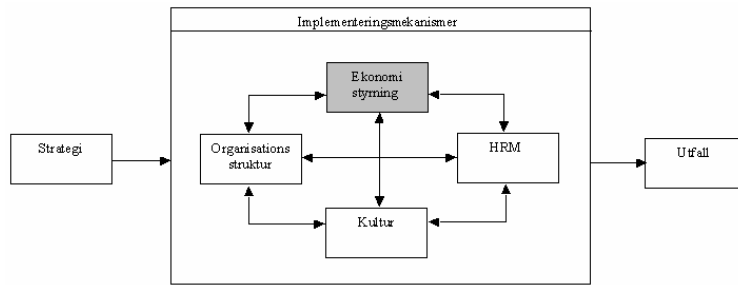 Implementeringsmekanismer
Ekonomi
styrning
Strategi
Organisations
struktur
HRM
Utfall
Kultur